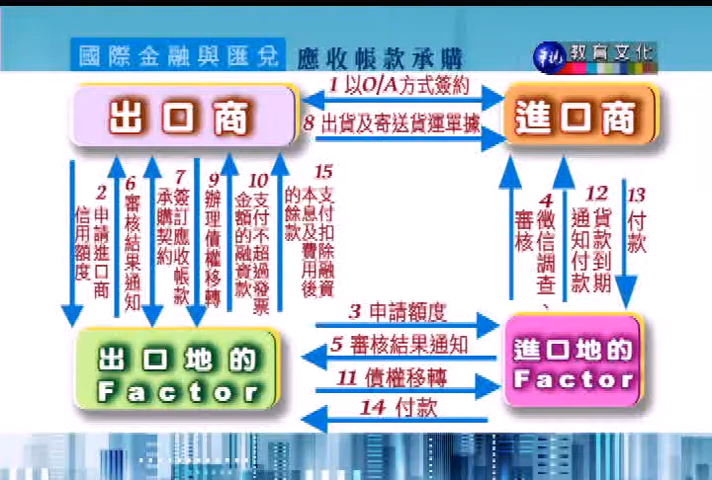 國際金融與匯兌
應收帳款承購
華視
教育文化
出口商
1 以O/A方式簽約
8 出貨及寄送貨運單據
進口商
2 申請進口商
信用額度
6 審核結果通知
7 簽訂應收帳款
承購契約
9 辦理債權移轉
10 支付不超過發票
金額的融資款
15 支付扣除融資
本息及費用後
的餘款
4 徵信調查、
審核
12 貨款到期
通知付款
13 付款
3 申請額度
5 審核結果通知
11 債權移轉
14 付款
出口地的
Factor
進口地的
Factor